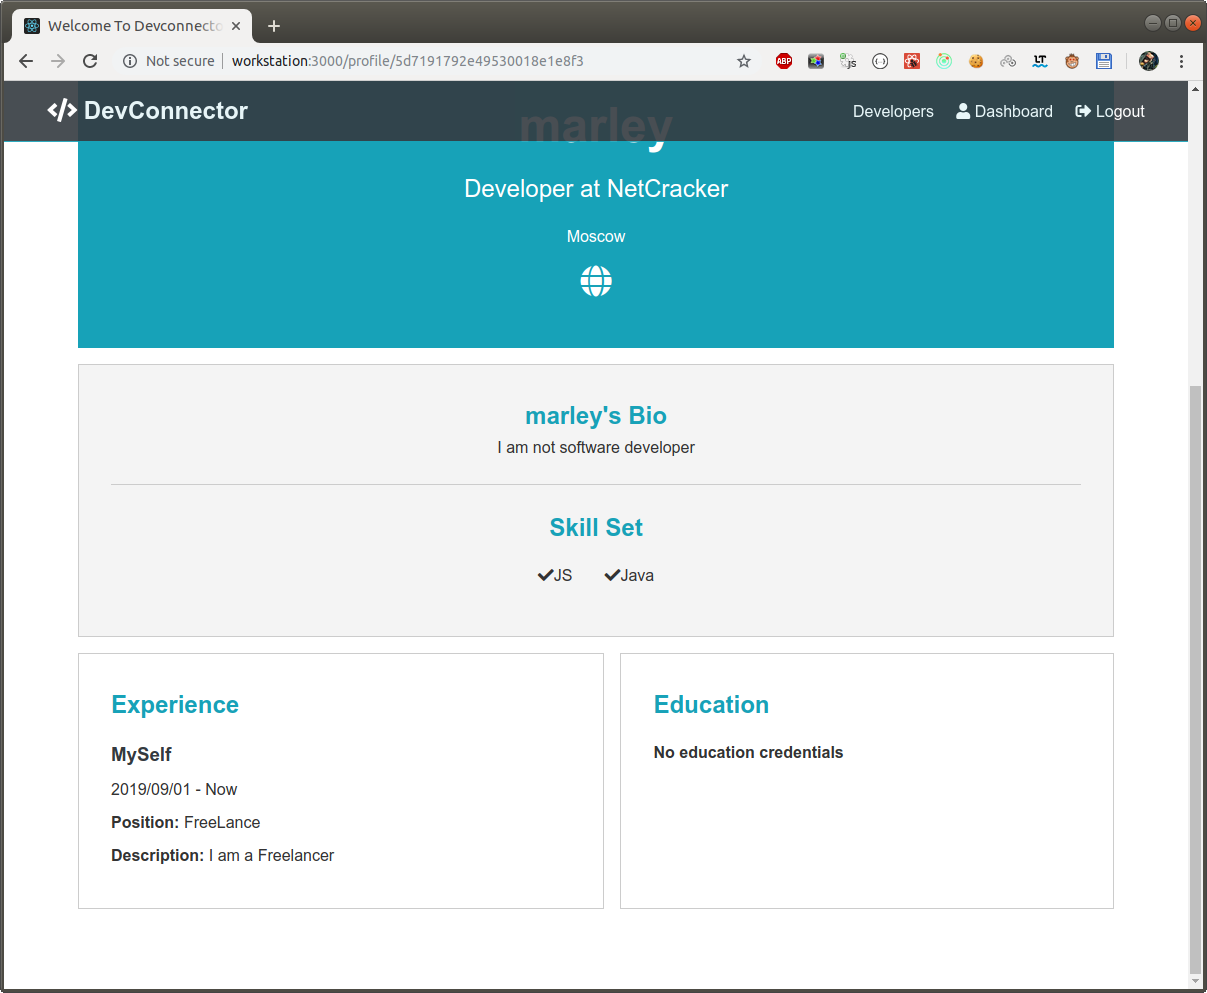 Welcome To Devconnecto
Not secure workstation:3000/profile/5d7191792e49530018e1e8f3
ABP JS LT
DevConnector Developers Dashboard Logout
marley
Developer at NetCracker
Moscow
marley's Bio
I am not software developer
Skill Set
JS Java
Experience
MySelf
2019/09/01 - Now
Position: FreeLance
Description: I am a Freelancer
Education
No education credentials